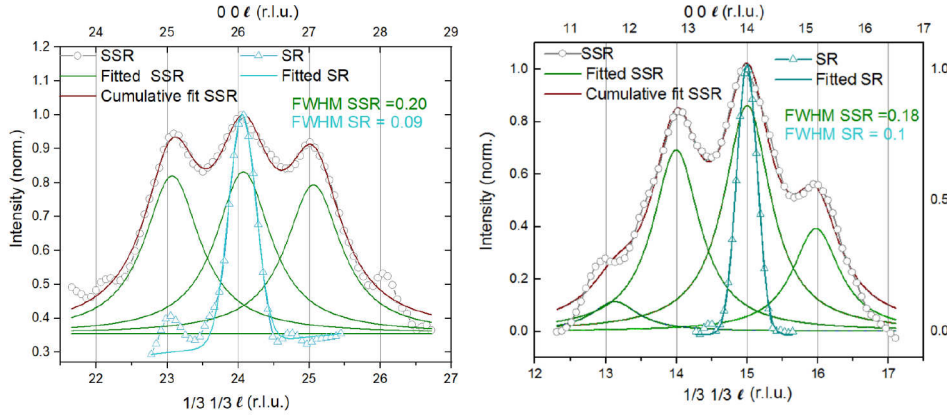 0 0 ℓ (r.l.u.)
24 25 26 27 28 29
SSR SR
Fitted SSR Fitted SR
Cumulative fit SSR
FWHM SSR =0.20
FWHM SR = 0.09
Intensity (norm.)
1.2
1.1
1.0
0.9
0.8
0.7
0.6
0.5
0.4
0.3
22 23 24 25 26 27
1/3 1/3 ℓ (r.l.u.)
0 0 ℓ (r.l.u.)
11 12 13 14 15 16 17
SSR SR
Fitted SSR Fitted SR
Cumulative fit SSR
FWHM SSR =0.18
FWHM SR = 0.1
Intensity (norm.)
1.0
0.8
0.6
0.4
0.2
0.0
1.0
0.5
0.0
12 13 14 15 16 17 18
1/3 1/3 ℓ (r.l.u.)